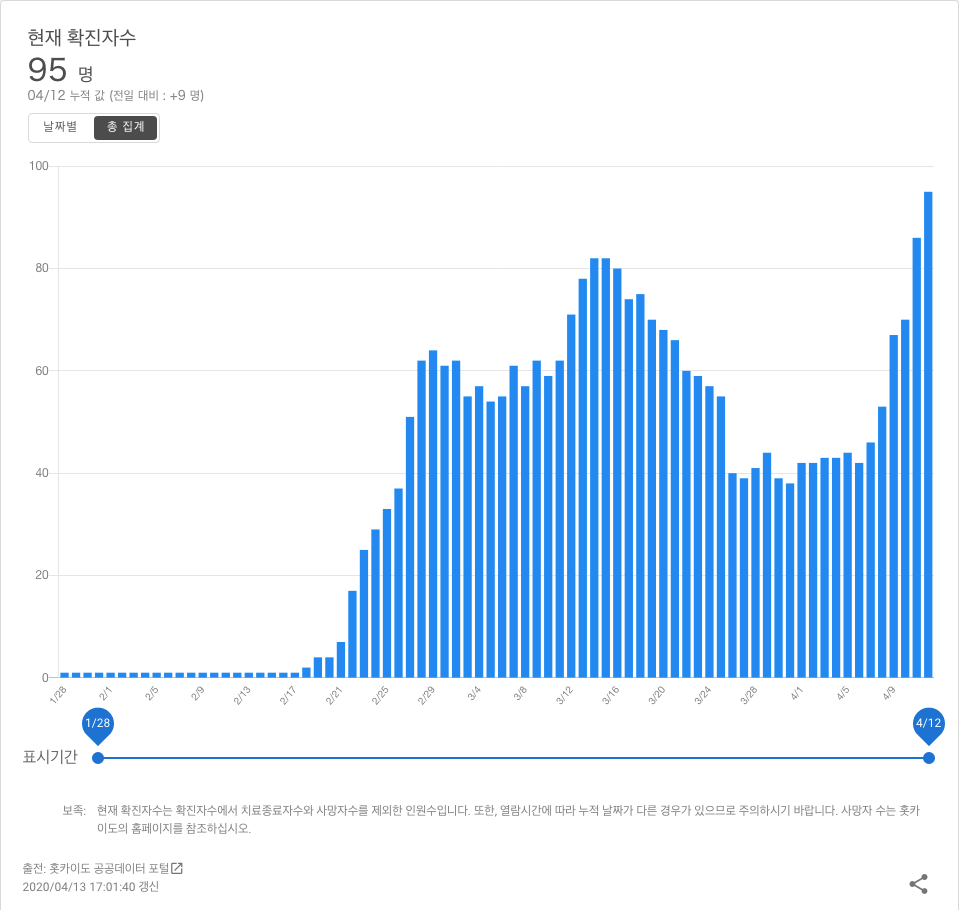 현재 확진자수
95 명
04/12 누적 값 (전일 대비 : +9 명)
날짜별 총 집계
100
80
60
40
20
0
1/28 2/1 2/5 2/9 2/13 2/17 2/21 2/25 2/29 3/4 3/8 3/12 3/16 3/20 3/24 3/28 4/1 4/5 4/9
1/28 4/12
표시기간
보족: 현재 확진자수는 확진자수에서 치료종료자수와 사망자수를 제외한 인원수입니다. 또한, 열람시간에 따라 누적 날짜가 다른 경우가 있으므로 주의하시기 바랍니다. 사망자 수는 홋카
이도의 홈페이지를 참조하십시오.
출전: 홋카이도 공공데이터 포털
2020/04/13 17:01:40 갱신